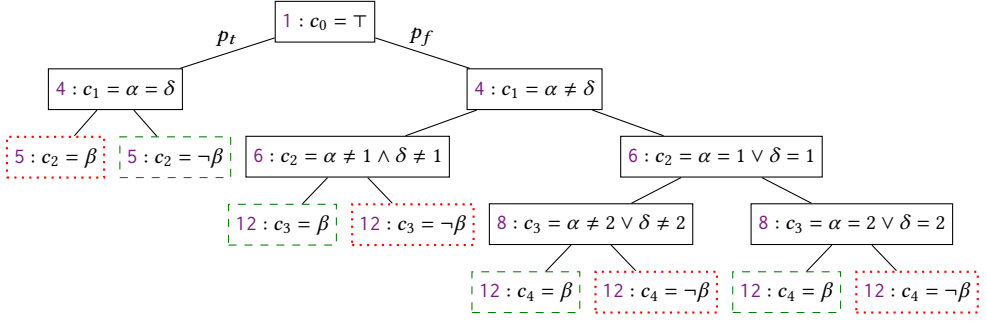 1 : c₀ = ⊤
pₜ
p_f
4 : c₁ = α = δ
4 : c₁ = α ≠ δ
5 : c₂ = β
5 : c₂ = ¬β
6 : c₂ = α ≠ 1 ∧ δ ≠ 1
6 : c₂ = α = 1 ∨ δ = 1
12 : c₃ = β
12 : c₃ = ¬β
8 : c₃ = α ≠ 2 ∨ δ ≠ 2
8 : c₃ = α = 2 ∨ δ = 2
12 : c₄ = β
12 : c₄ = ¬β
12 : c₄ = β
12 : c₄ = ¬β